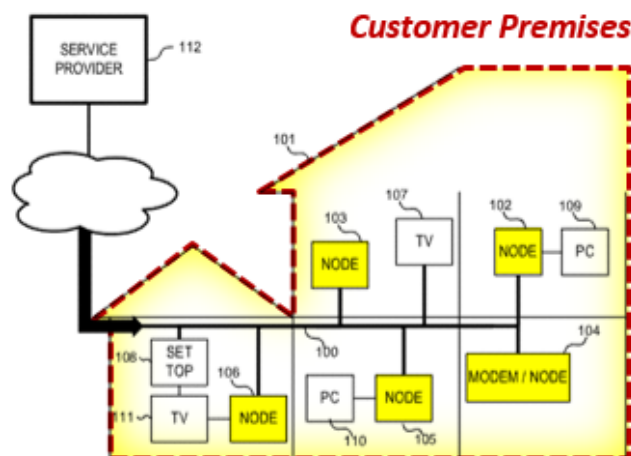 Customer Premises
SERVICE
PROVIDER
112
101
107
TV
103
NODE
102
NODE
109
PC
100
104
MODEM / NODE
108
SET
TOP
106
NODE
111
TV
PC
110
NODE
105